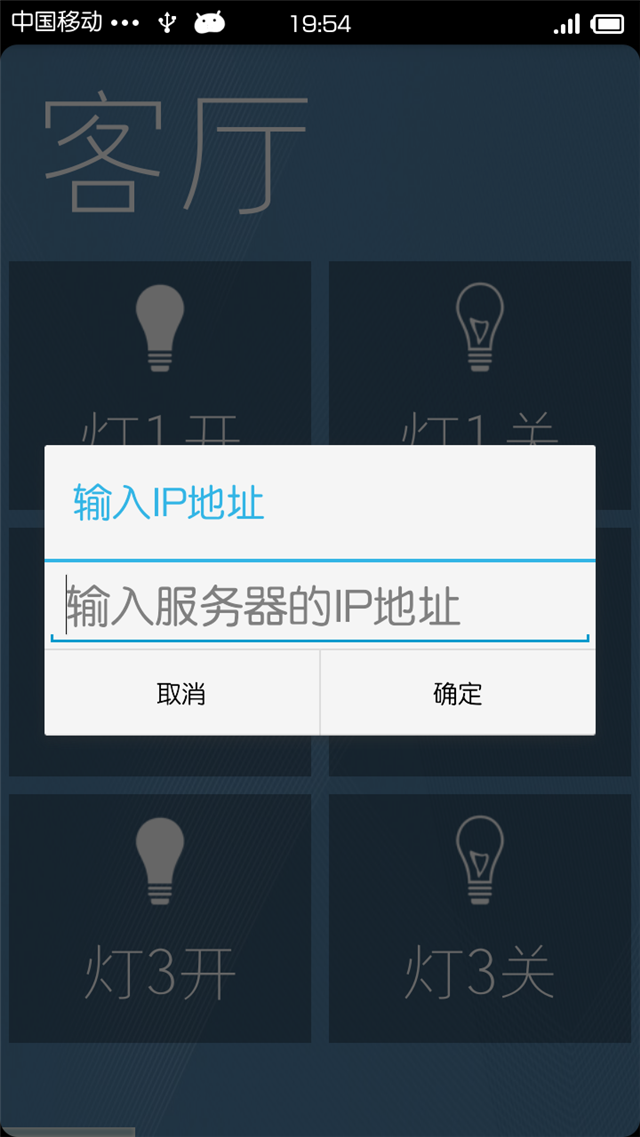 中国移动 ••• 19:54
客厅
灯1开 灯1关
输入IP地址
输入服务器的IP地址
取消 确定
灯3开 灯3关